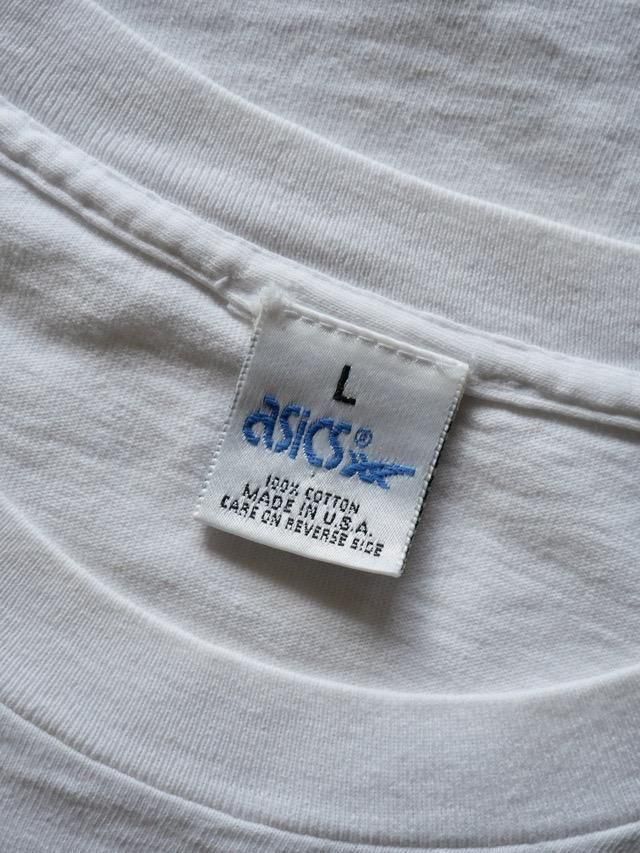 L
asics®
100% COTTON
MADE IN U.S.A.
CARE ON REVERSE SIDE